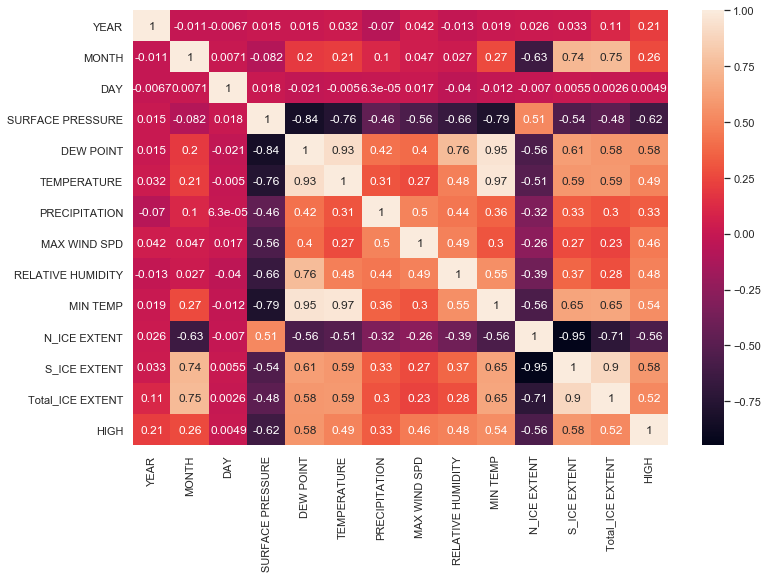 YEAR 1 -0.011 -0.0067 0.015 0.015 0.032 -0.07 0.042 -0.013 0.019 0.026 0.033 0.11 0.21
MONTH -0.011 1 0.0071 -0.082 0.2 0.21 0.1 0.047 0.027 0.27 -0.63 0.74 0.75 0.26
DAY -0.0067 0.0071 1 0.018 -0.021 -0.005 6.3e-05 0.017 -0.04 -0.012 -0.007 0.0055 0.0026 0.0049
SURFACE PRESSURE 0.015 -0.082 0.018 1 -0.84 -0.76 -0.46 -0.56 -0.66 -0.79 0.51 -0.54 -0.48 -0.62
DEW POINT 0.015 0.2 -0.021 -0.84 1 0.93 0.42 0.4 0.76 0.95 -0.56 0.61 0.58 0.58
TEMPERATURE 0.032 0.21 -0.005 -0.76 0.93 1 0.31 0.27 0.48 0.97 -0.51 0.59 0.59 0.49
PRECIPITATION -0.07 0.1 6.3e-05 -0.46 0.42 0.31 1 0.5 0.44 0.36 -0.32 0.33 0.3 0.33
MAX WIND SPD 0.042 0.047 0.017 -0.56 0.4 0.27 0.5 1 0.49 0.3 -0.26 0.27 0.23 0.46
RELATIVE HUMIDITY -0.013 0.027 -0.04 -0.66 0.76 0.48 0.44 0.49 1 0.55 -0.39 0.37 0.28 0.48
MIN TEMP 0.019 0.27 -0.012 -0.79 0.95 0.97 0.36 0.3 0.55 1 -0.56 0.65 0.65 0.54
N_ICE EXTENT 0.026 -0.63 -0.007 0.51 -0.56 -0.51 -0.32 -0.26 -0.39 -0.56 1 -0.95 -0.71 -0.56
S_ICE EXTENT 0.033 0.74 0.0055 -0.54 0.61 0.59 0.33 0.27 0.37 0.65 -0.95 1 0.9 0.58
Total_ICE EXTENT 0.11 0.75 0.0026 -0.48 0.58 0.59 0.3 0.23 0.28 0.65 -0.71 0.9 1 0.52
HIGH 0.21 0.26 0.0049 -0.62 0.58 0.49 0.33 0.46 0.48 0.54 -0.56 0.58 0.52 1
YEAR
MONTH
DAY
SURFACE PRESSURE
DEW POINT
TEMPERATURE
PRECIPITATION
MAX WIND SPD
RELATIVE HUMIDITY
MIN TEMP
N_ICE EXTENT
S_ICE EXTENT
Total_ICE EXTENT
HIGH
1.00
0.75
0.50
0.25
0.00
−0.25
−0.50
−0.75